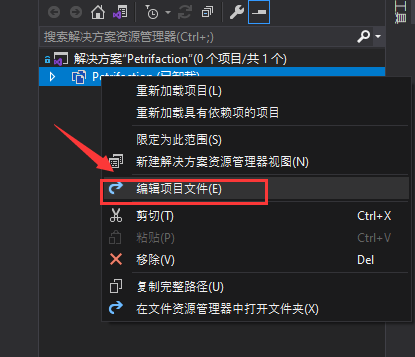 工具
搜索解决方案资源管理器(Ctrl+;)
解决方案"Petrifaction"(0 个项目/共 1 个)
Petrifaction (已卸载)
重新加载项目(L)
重新加载具有依赖项的项目
限定为此范围(S)
新建解决方案资源管理器视图(N)
编辑项目文件(E)
剪切(T) Ctrl+X
粘贴(P) Ctrl+V
移除(V) Del
复制完整路径(U)
在文件资源管理器中打开文件夹(X)